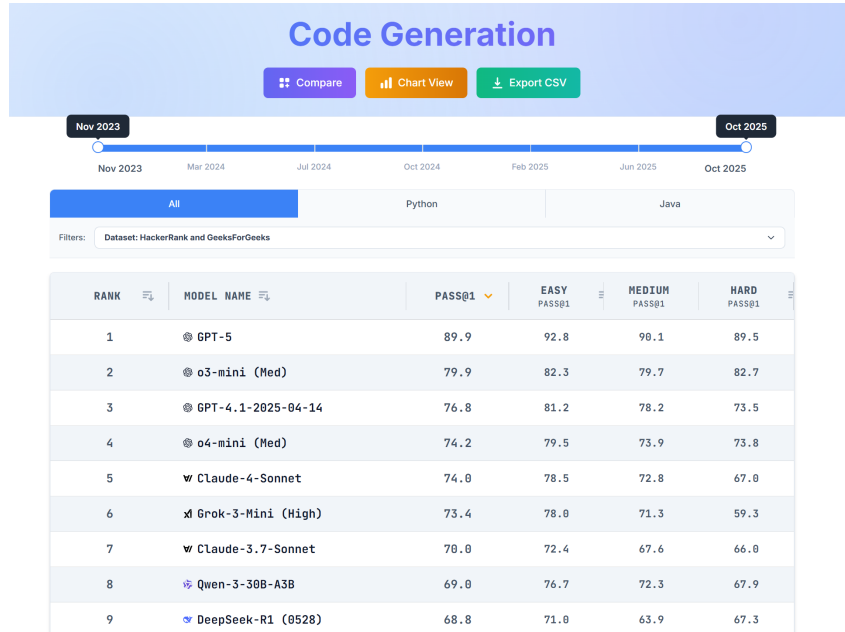 Code Generation
Compare
Chart View
Export CSV
Nov 2023
Oct 2025
Nov 2023
Mar 2024
Jul 2024
Oct 2024
Feb 2025
Jun 2025
Oct 2025
All
Python
Java
Filters: Dataset: HackerRank and GeeksForGeeks
RANK MODEL NAME PASS@1 EASY PASS@1 MEDIUM PASS@1 HARD PASS@1
1 GPT-5 89.9 92.8 90.1 89.5
2 o3-mini (Med) 79.9 82.3 79.7 82.7
3 GPT-4.1-2025-04-14 76.8 81.2 78.2 73.5
4 o4-mini (Med) 74.2 79.5 73.9 73.8
5 Claude-4-Sonnet 74.0 78.5 72.8 67.0
6 Grok-3-Mini (High) 73.4 78.0 71.3 59.3
7 Claude-3.7-Sonnet 70.0 72.4 67.6 66.0
8 Qwen-3-30B-A3B 69.0 76.7 72.3 67.9
9 DeepSeek-R1 (0528) 68.8 71.0 63.9 67.3